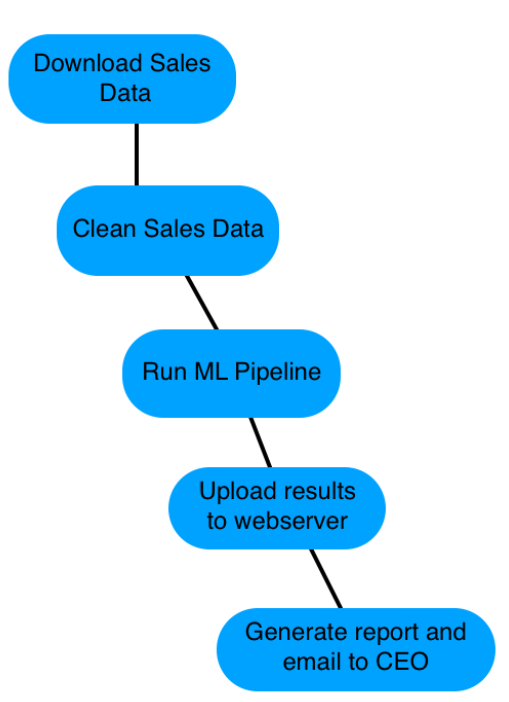 Download Sales
Data
Clean Sales Data
Run ML Pipeline
Upload results
to webserver
Generate report and
email to CEO